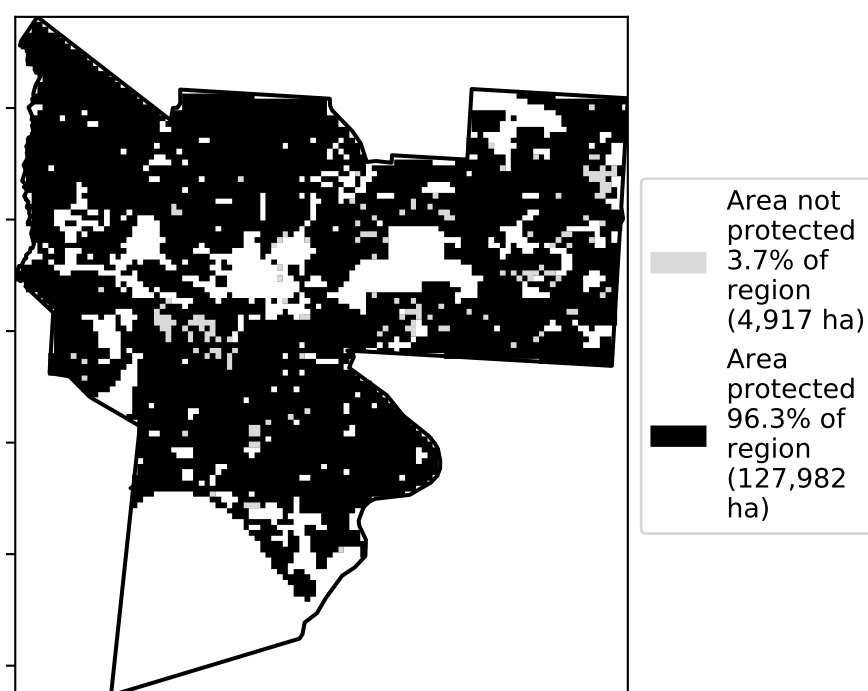 Area not
protected
3.7% of
region
(4,917 ha)
Area
protected
96.3% of
region
(127,982
ha)